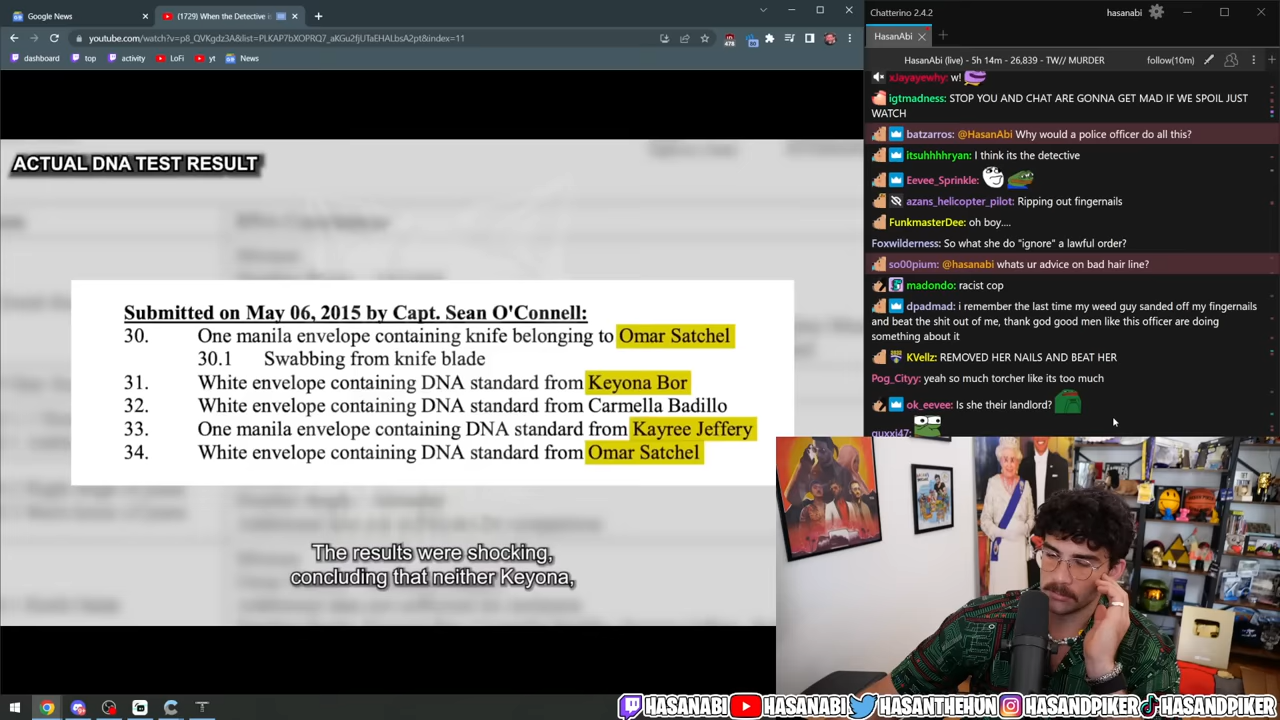 Google News
(1729) When the Detective i
youtube.com/watch?v=p8_QVKgdz3A&list=PLKAP7bXOPRQ7_aKGu2fjUTaEHALbsA2pt&index=11
dashboard
top
activity
LoFi
yt
News
ACTUAL DNA TEST RESULT
Submitted on May 06, 2015 by Capt. Sean O'Connell:
30. One manila envelope containing knife belonging to Omar Satchel
30.1 Swabbing from knife blade
31. White envelope containing DNA standard from Keyona Bor
32. White envelope containing DNA standard from Carmella Badillo
33. One manila envelope containing DNA standard from Kayree Jeffery
34. White envelope containing DNA standard from Omar Satchel
The results were shocking,
concluding that neither Keyona,
Chatterino 2.4.2
hasanabi
HasanAbi
HasanAbi (live) - 5h 14m - 26,839 - TW// MURDER
follow(10m)
xJayayewhy: w!
igtmadness: STOP YOU AND CHAT ARE GONNA GET MAD IF WE SPOIL JUST
WATCH
batzarros: @HasanAbi Why would a police officer do all this?
itsuhhhhryan: I think its the detective
Eevee_Sprinkle:
azans_helicopter_pilot: Ripping out fingernails
FunkmasterDee: oh boy....
Foxwilderness: So what she do "ignore" a lawful order?
so00pium: @hasanabi whats ur advice on bad hair line?
madondo: racist cop
dpadmad: i remember the last time my weed guy sanded off my fingernails
and beat the shit out of me, thank god good men like this officer are doing
something about it
KVellz: REMOVED HER NAILS AND BEAT HER
Pog_Cityy: yeah so much torcher like its too much
ok_eevee: Is she their landlord?
guxxi47:
HASANABI
HASANABI
HASANTHEHUN
HASANDPIKER
HASANDPIKER